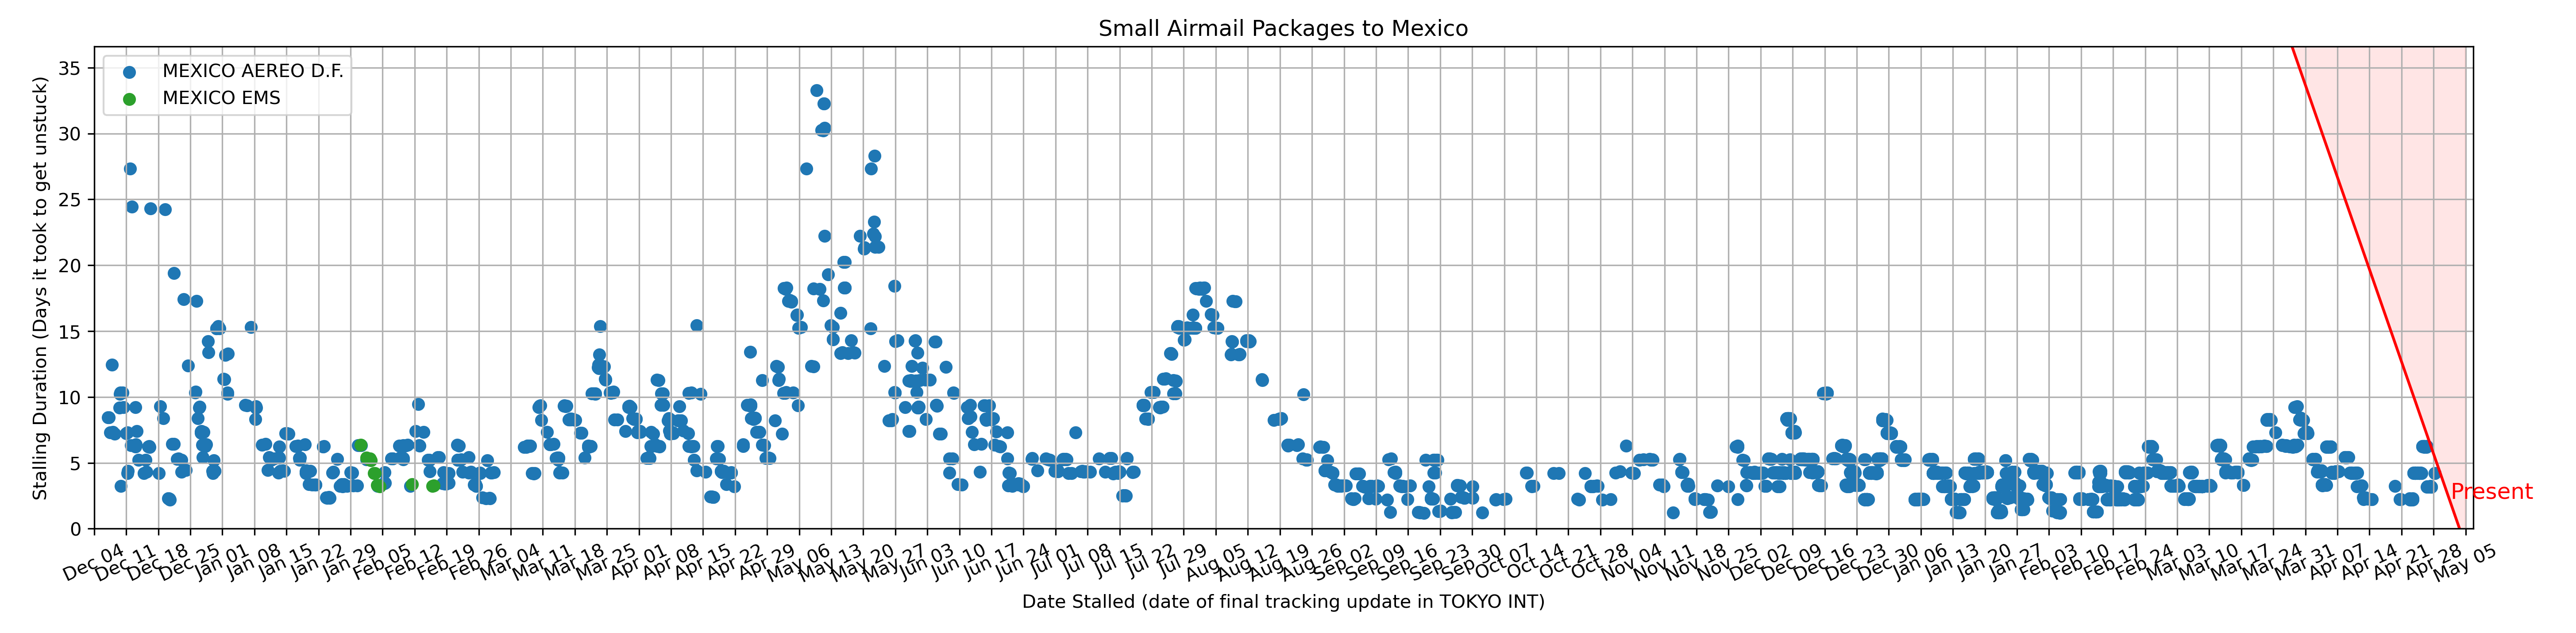 Small Airmail Packages to Mexico
MEXICO AEREO D.F.
MEXICO EMS
Stalling Duration (Days it took to get unstuck)
35
30
25
20
15
10
5
0
Present
Dec 04
Dec 11
Dec 18
Dec 25
Jan 01
Jan 08
Jan 15
Jan 22
Jan 29
Feb 05
Feb 12
Feb 19
Feb 26
Mar 04
Mar 11
Mar 18
Mar 25
Apr 01
Apr 08
Apr 15
Apr 22
Apr 29
May 06
May 13
May 20
May 27
Jun 03
Jun 10
Jun 17
Jun 24
Jul 01
Jul 08
Jul 15
Jul 22
Jul 29
Aug 05
Aug 12
Aug 19
Aug 26
Sep 02
Sep 09
Sep 16
Sep 23
Sep 30
Oct 07
Oct 14
Oct 21
Oct 28
Nov 04
Nov 11
Nov 18
Nov 25
Dec 02
Dec 09
Dec 16
Dec 23
Dec 30
Jan 06
Jan 13
Jan 20
Jan 27
Feb 03
Feb 10
Feb 17
Feb 24
Mar 03
Mar 10
Mar 17
Mar 24
Mar 31
Apr 07
Apr 14
Apr 21
Apr 28
May 05
Date Stalled (date of final tracking update in TOKYO INT)